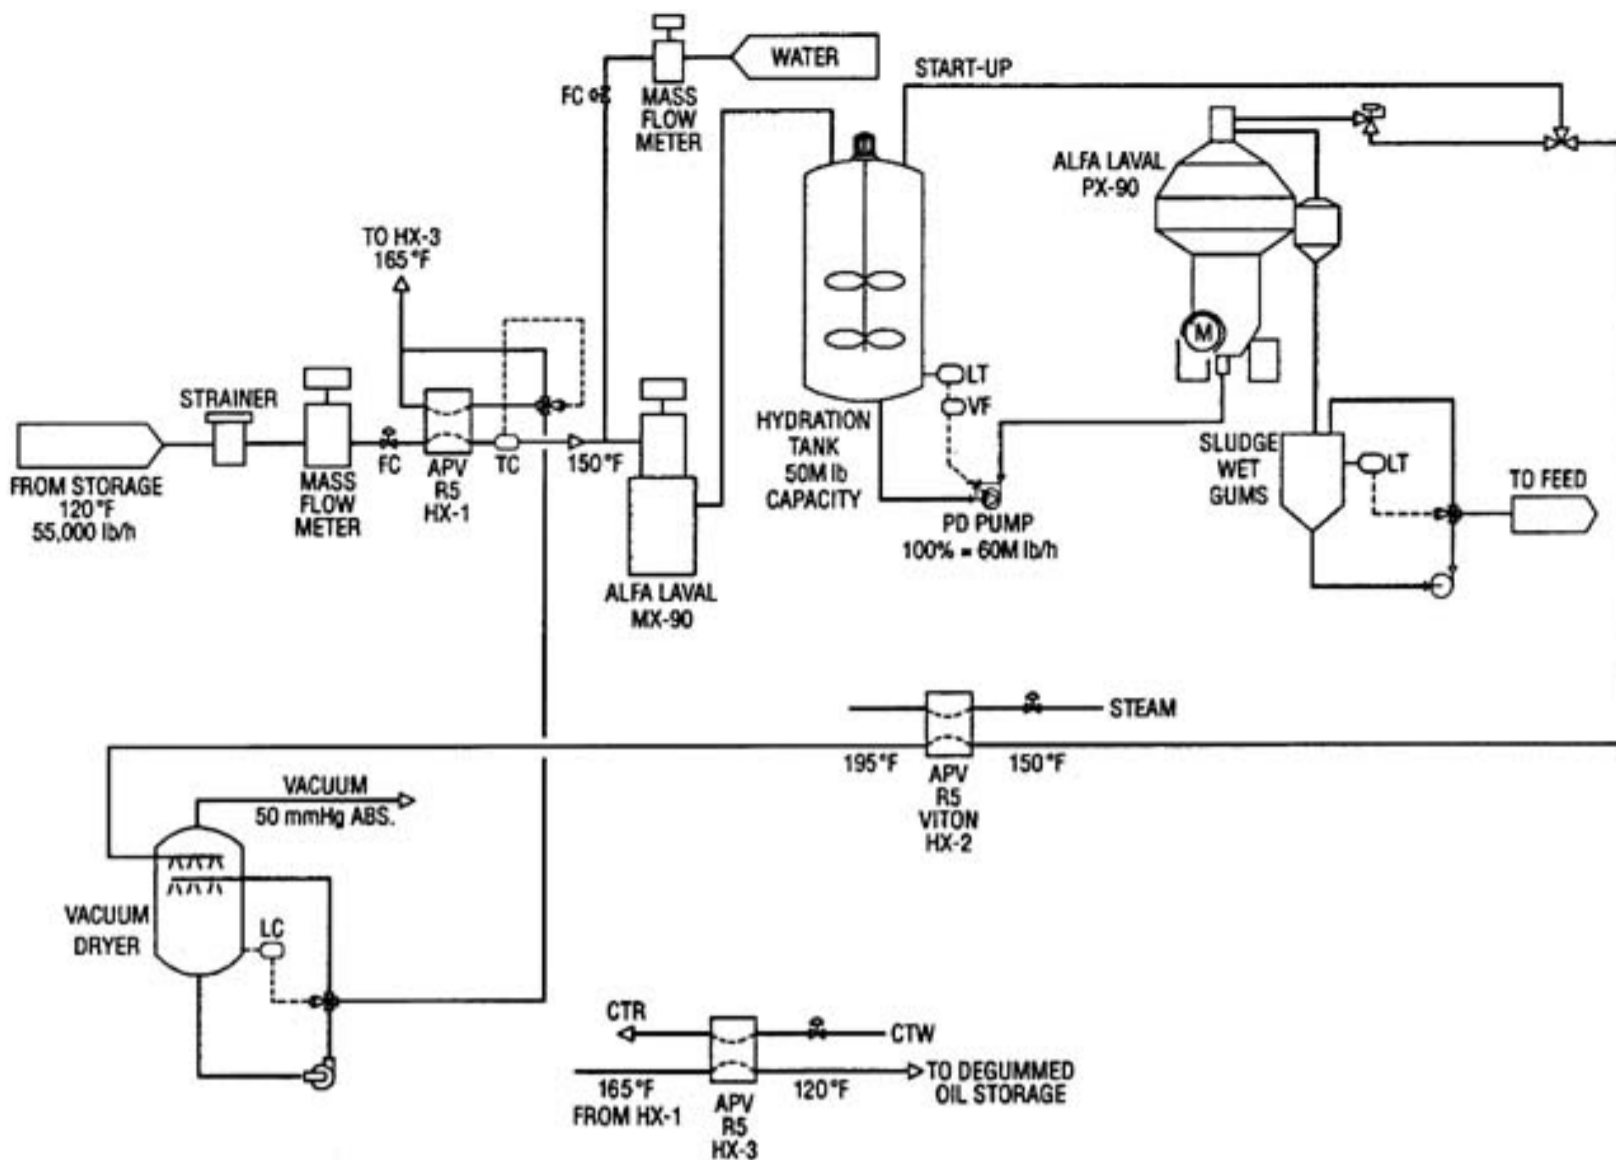 WATER
START-UP
FC
MASS
FLOW
METER
ALFA LAVAL
PX-90
TO HX-3
165°F
STRAINER
FROM STORAGE
120°F
55,000 lb/h
MASS
FLOW
METER
FC
APV
R5
HX-1
TC
150°F
ALFA LAVAL
MX-90
HYDRATION
TANK
50M lb
CAPACITY
LT
VF
PD PUMP
100% = 60M lb/h
M
SLUDGE
WET
GUMS
LT
TO FEED
STEAM
195°F
APV
R5
VITON
HX-2
150°F
VACUUM
50 mmHg ABS.
VACUUM
DRYER
LC
CTR
CTW
165°F
FROM HX-1
APV
R5
HX-3
120°F
TO DEGUMMED
OIL STORAGE